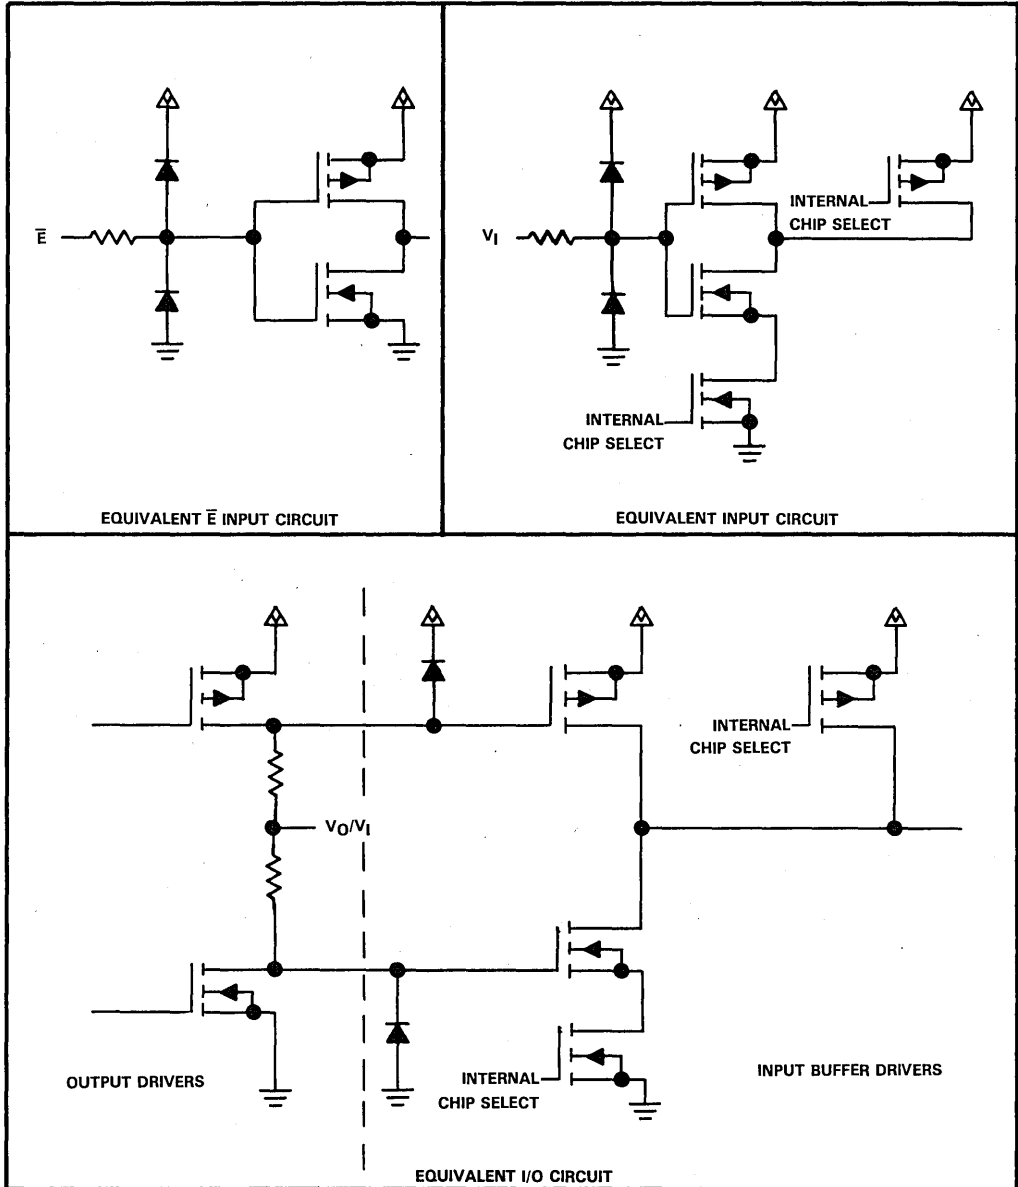 E̅
EQUIVALENT E̅ INPUT CIRCUIT
VI
INTERNAL
CHIP SELECT
INTERNAL
CHIP SELECT
EQUIVALENT INPUT CIRCUIT
INTERNAL
CHIP SELECT
VO/VI
OUTPUT DRIVERS
INTERNAL
CHIP SELECT
INPUT BUFFER DRIVERS
EQUIVALENT I/O CIRCUIT